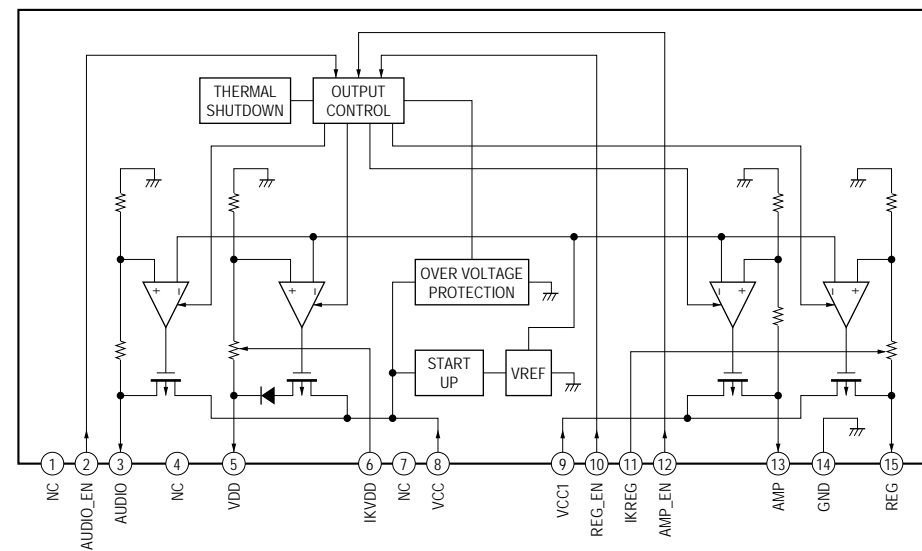 THERMAL
SHUTDOWN
OUTPUT
CONTROL
OVER VOLTAGE
PROTECTION
START
UP
VREF
+ −
+ −
− +
− +
1
2
3
4
5
6
7
8
9
10
11
12
13
14
15
NC
AUDIO_EN
AUDIO
NC
VDD
IKVDD
NC
VCC
VCC1
REG_EN
IKREG
AMP_EN
AMP
GND
REG